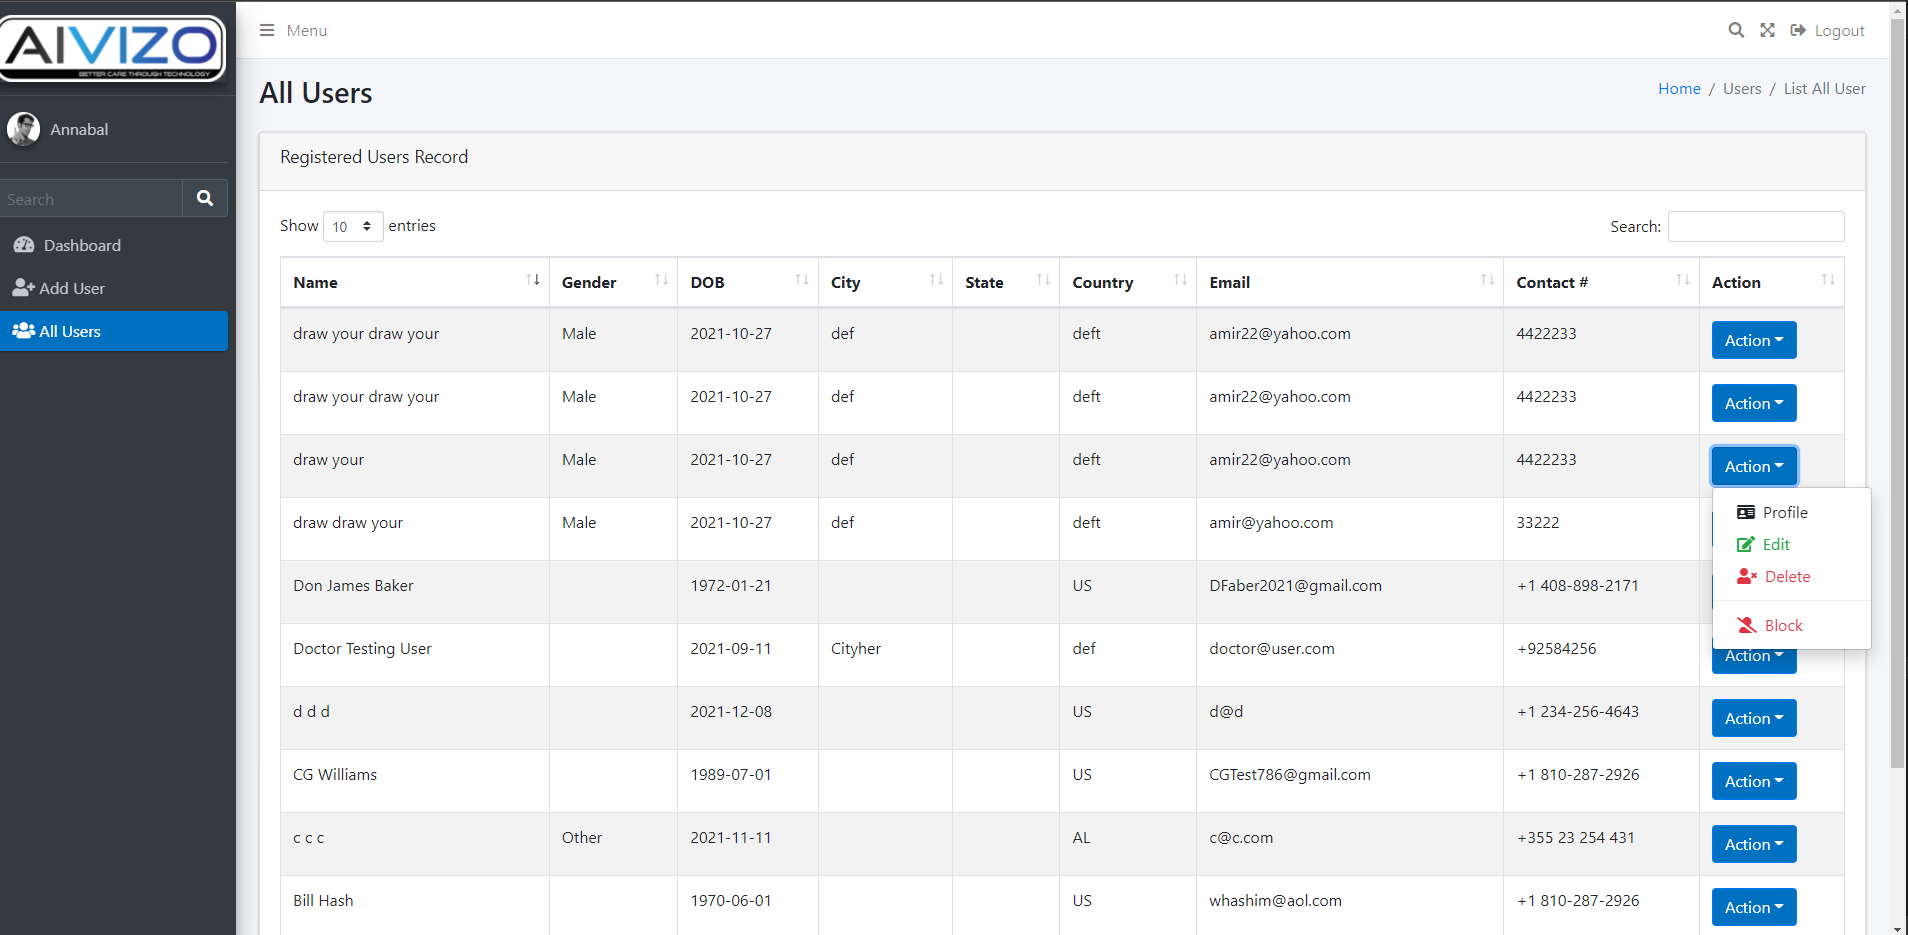 AIVIZO
BETTER CARE THROUGH TECHNOLOGY
Menu
Logout
Annabal
Search
Dashboard
Add User
All Users
All Users
Home / Users / List All User
Registered Users Record
Show 10 entries
Search:
Name Gender DOB City State Country Email Contact # Action
draw your draw your Male 2021-10-27 def deft amir22@yahoo.com 4422233 Action
draw your draw your Male 2021-10-27 def deft amir22@yahoo.com 4422233 Action
draw your Male 2021-10-27 def deft amir22@yahoo.com 4422233 Action
Profile
Edit
Delete
Block
draw draw your Male 2021-10-27 def deft amir@yahoo.com 33222
Don James Baker 1972-01-21 US DFaber2021@gmail.com +1 408-898-2171
Doctor Testing User 2021-09-11 Cityher def doctor@user.com +92584256 Action
d d d 2021-12-08 US d@d +1 234-256-4643 Action
CG Williams 1989-07-01 US CGTest786@gmail.com +1 810-287-2926 Action
c c c Other 2021-11-11 AL c@c.com +355 23 254 431 Action
Bill Hash 1970-06-01 US whashim@aol.com +1 810-287-2926 Action